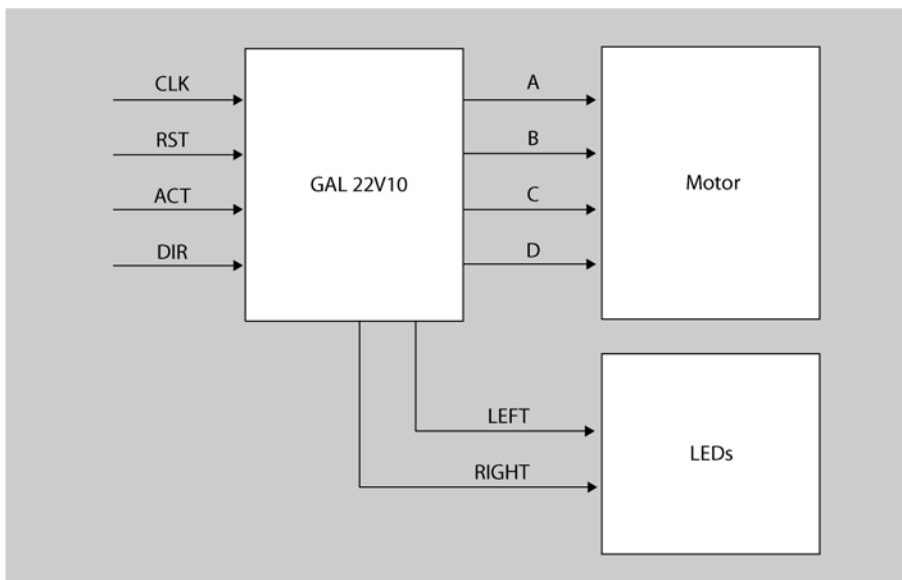 CLK
RST
ACT
DIR
GAL 22V10
A
B
C
D
Motor
LEFT
RIGHT
LEDs